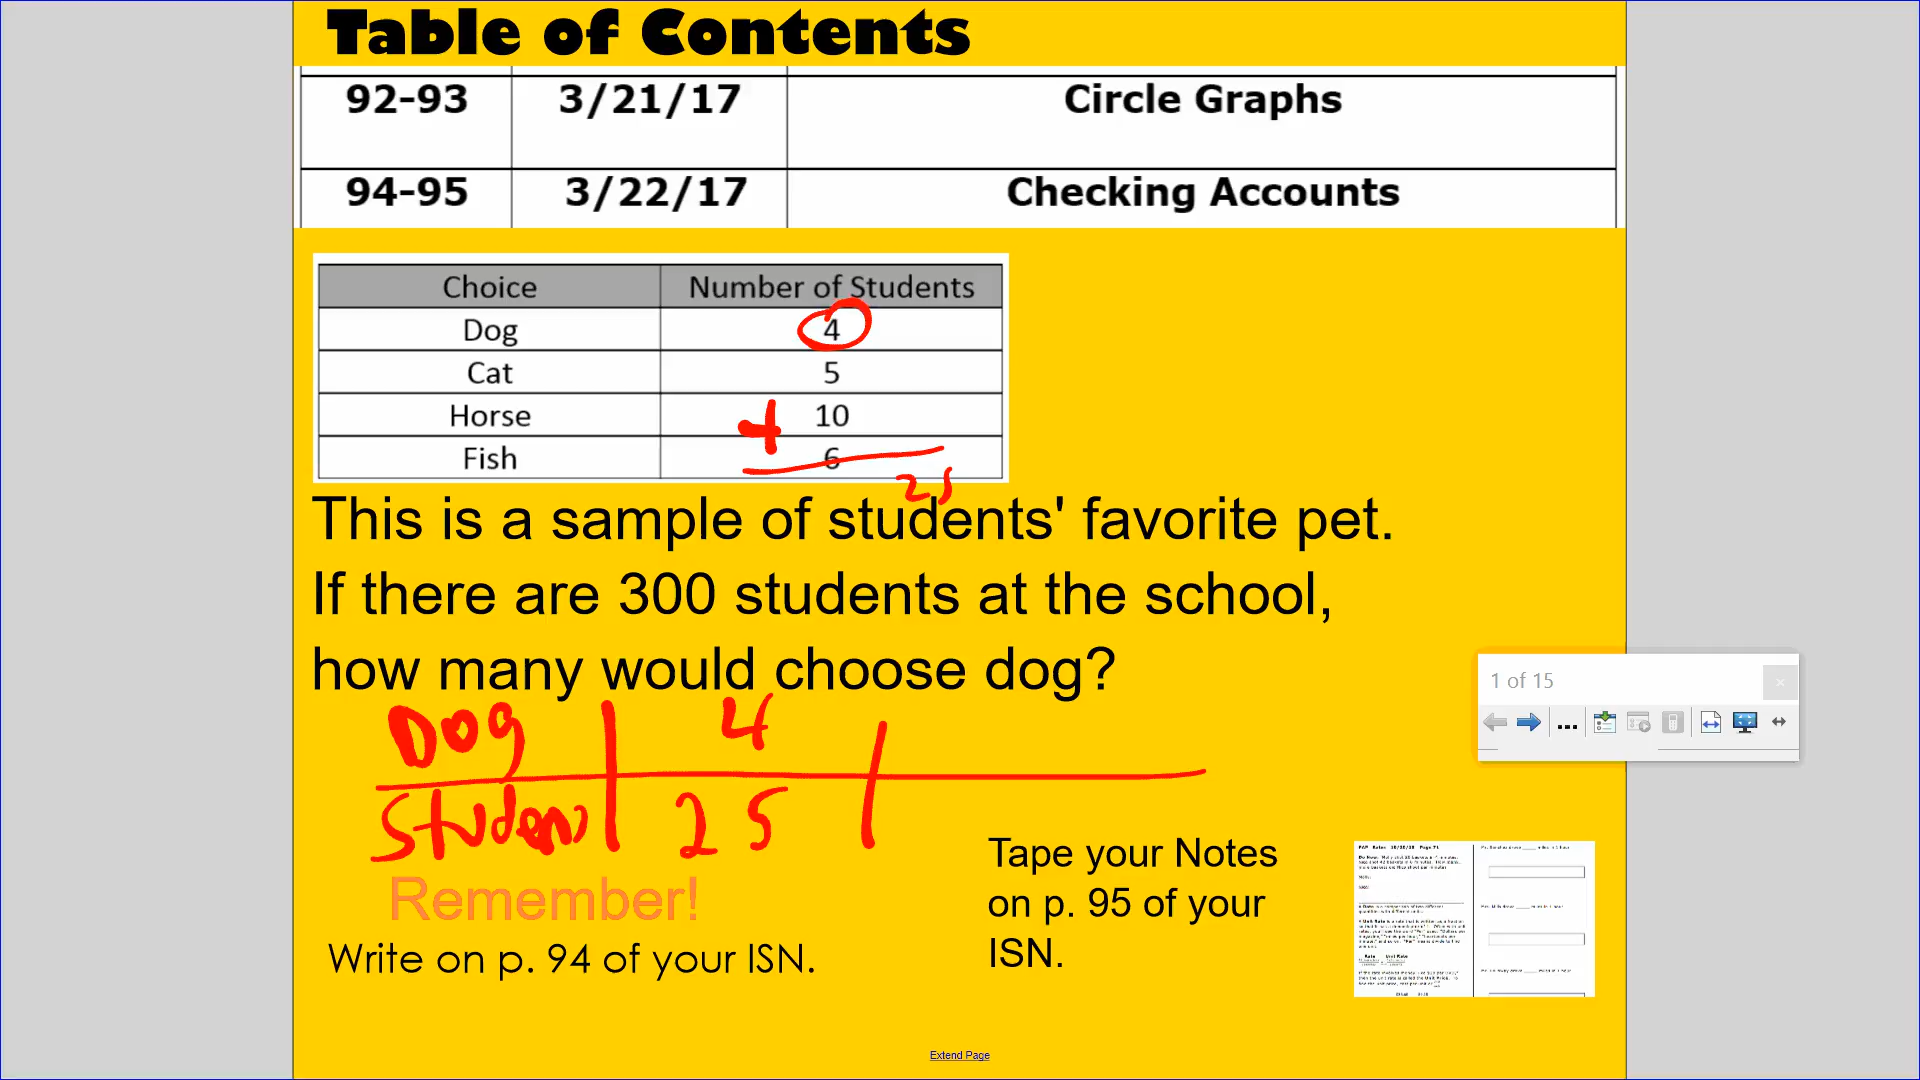 Table of Contents
92-93 3/21/17 Circle Graphs
94-95 3/22/17 Checking Accounts
Choice Number of Students
Dog 4
Cat 5
Horse 10
+
Fish 6
25
This is a sample of students' favorite pet.
If there are 300 students at the school,
how many would choose dog?
Dog 4
Students 25
Remember!
Write on p. 94 of your ISN.
Tape your Notes
on p. 95 of your
ISN.
1 of 15
Extend Page